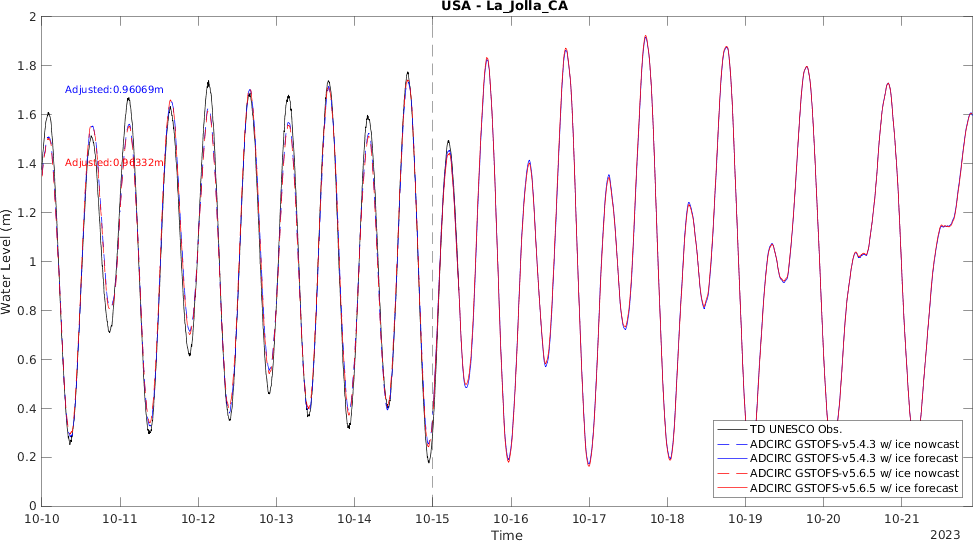 USA - La_Jolla_CA
2
1.8
1.6
1.4
1.2
1
0.8
0.6
0.4
0.2
0
Water Level (m)
Adjusted:0.96069m
Adjusted:0.96332m
TD UNESCO Obs.
ADCIRC GSTOFS-v5.4.3 w/ ice nowcast
ADCIRC GSTOFS-v5.4.3 w/ ice forecast
ADCIRC GSTOFS-v5.6.5 w/ ice nowcast
ADCIRC GSTOFS-v5.6.5 w/ ice forecast
10-10 10-11 10-12 10-13 10-14 10-15 10-16 10-17 10-18 10-19 10-20 10-21
Time
2023